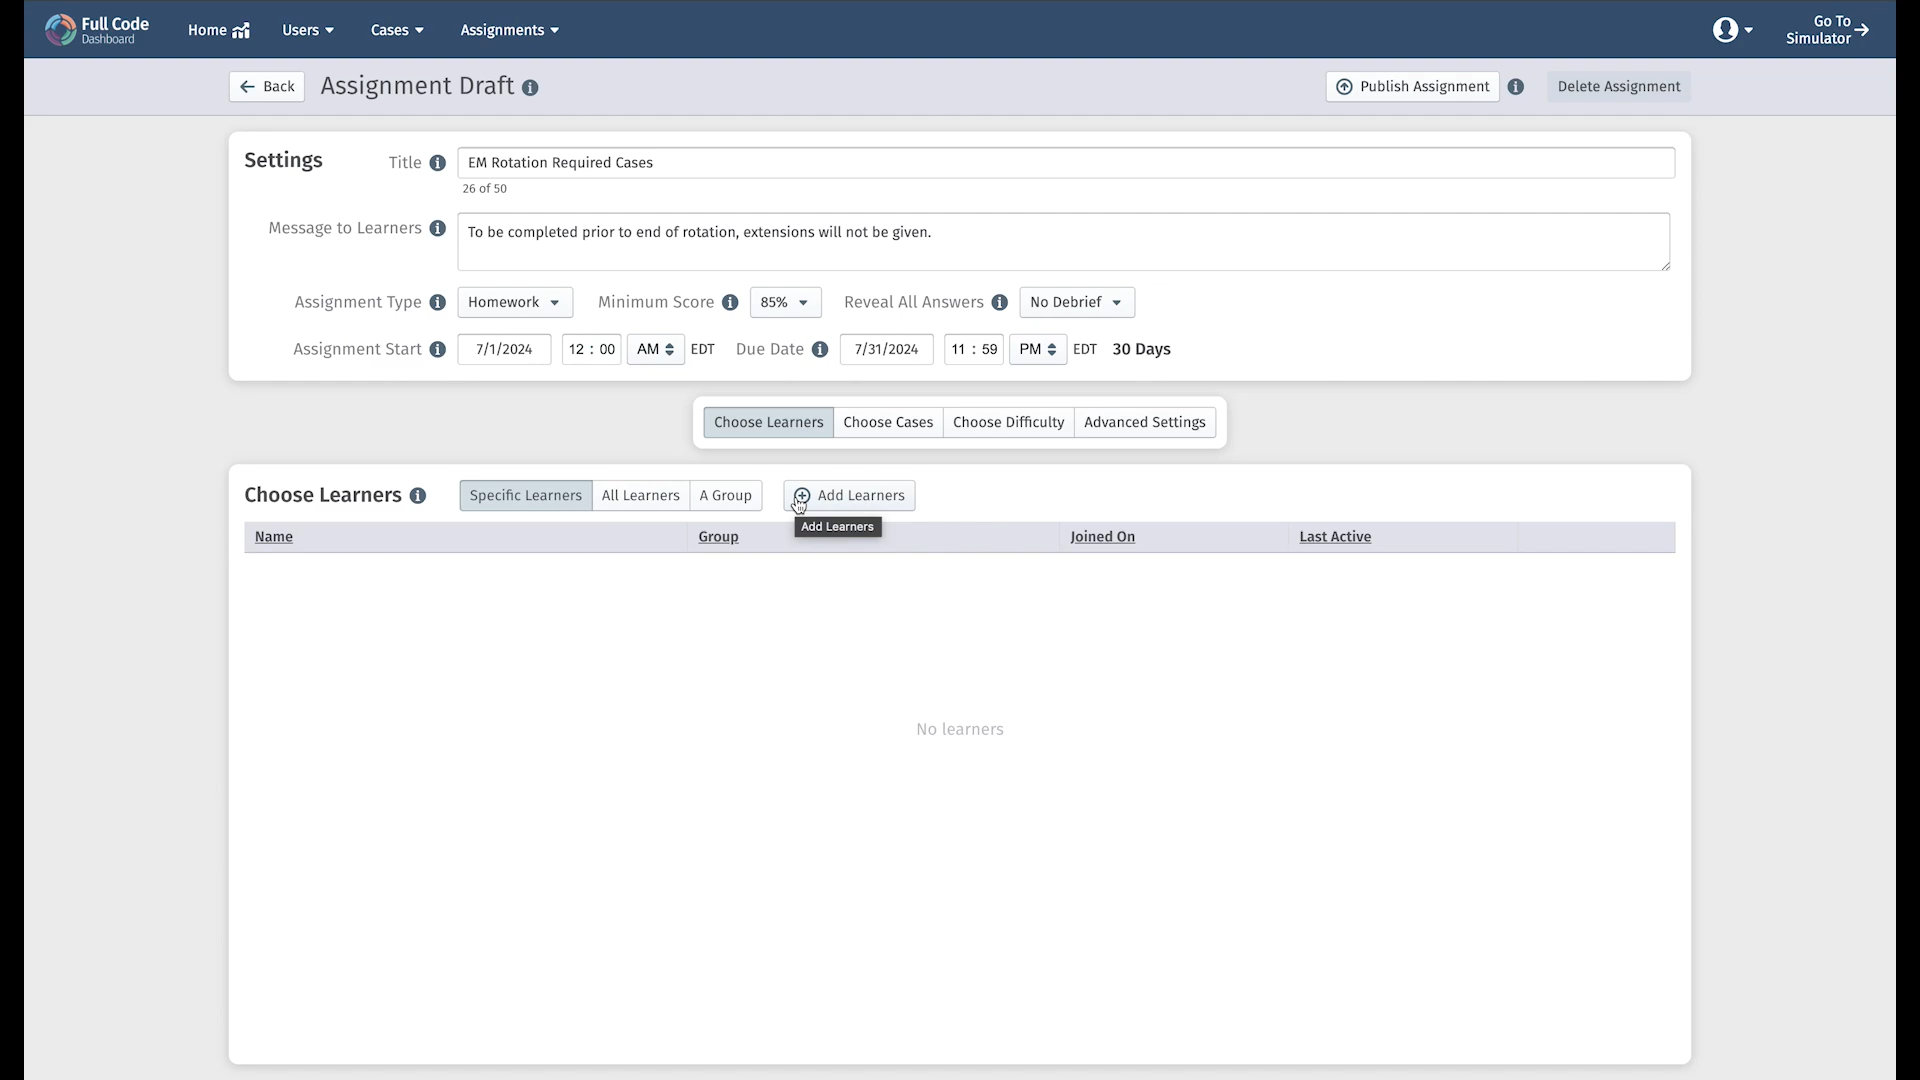 Full Code
Dashboard
Home
Users
Cases
Assignments
Go To
Simulator
Back
Assignment Draft
Publish Assignment
Delete Assignment
Settings
Title
EM Rotation Required Cases
26 of 50
Message to Learners
To be completed prior to end of rotation, extensions will not be given.
Assignment Type
Homework
Minimum Score
85%
Reveal All Answers
No Debrief
Assignment Start
7/1/2024
12 : 00
AM
EDT
Due Date
7/31/2024
11 : 59
PM
EDT
30 Days
Choose Learners
Choose Cases
Choose Difficulty
Advanced Settings
Choose Learners
Specific Learners
All Learners
A Group
Add Learners
Add Learners
Name
Group
Joined On
Last Active
No learners